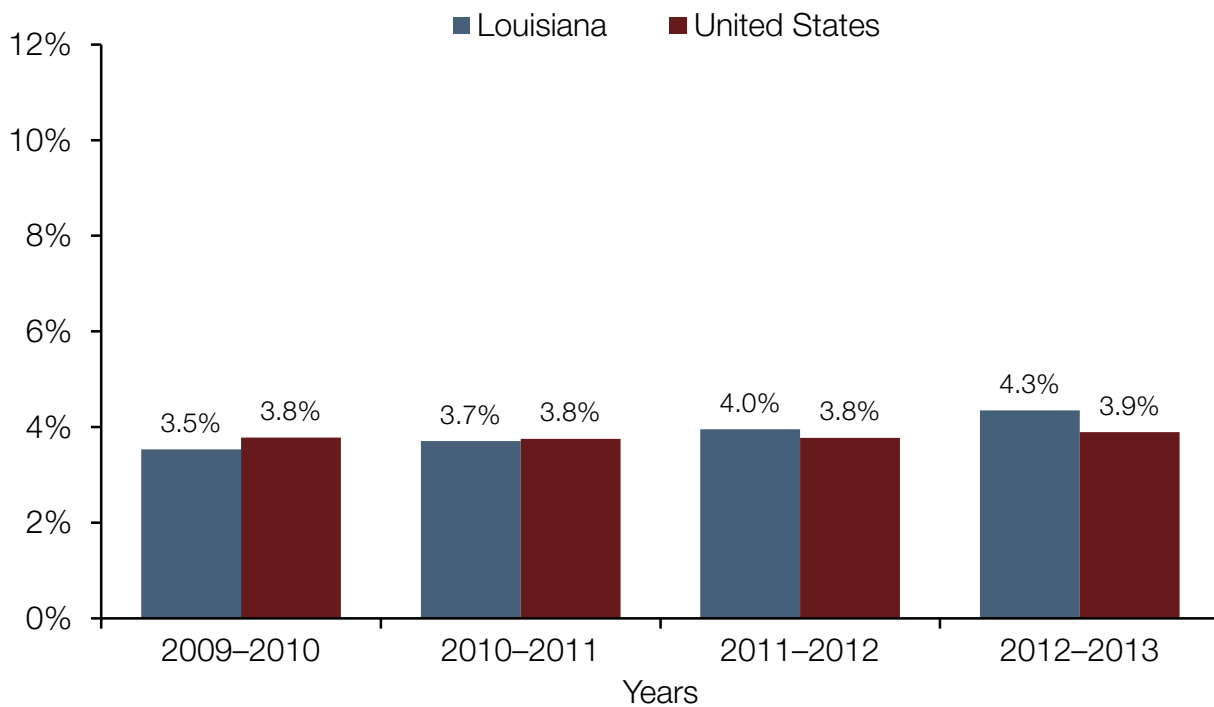 Louisiana United States
12%
10%
8%
6%
4%
2%
0%
3.5% 3.8% 3.7% 3.8% 4.0% 3.8% 4.3% 3.9%
2009–2010 2010–2011 2011–2012 2012–2013
Years